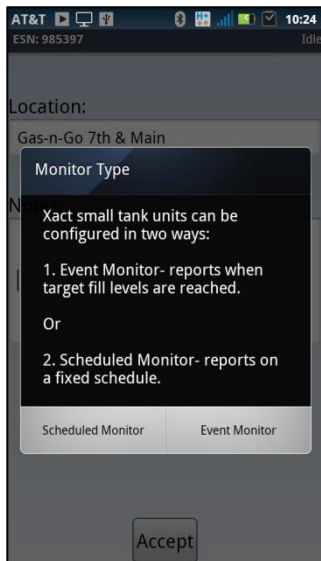 AT&T 10:24
ESN: 985397 Idle
Location:
Gas-n-Go 7th & Main
Notes:
Monitor Type
Xact small tank units can be
configured in two ways:
1. Event Monitor- reports when
target fill levels are reached.
Or
2. Scheduled Monitor- reports on
a fixed schedule.
Scheduled Monitor Event Monitor
Accept